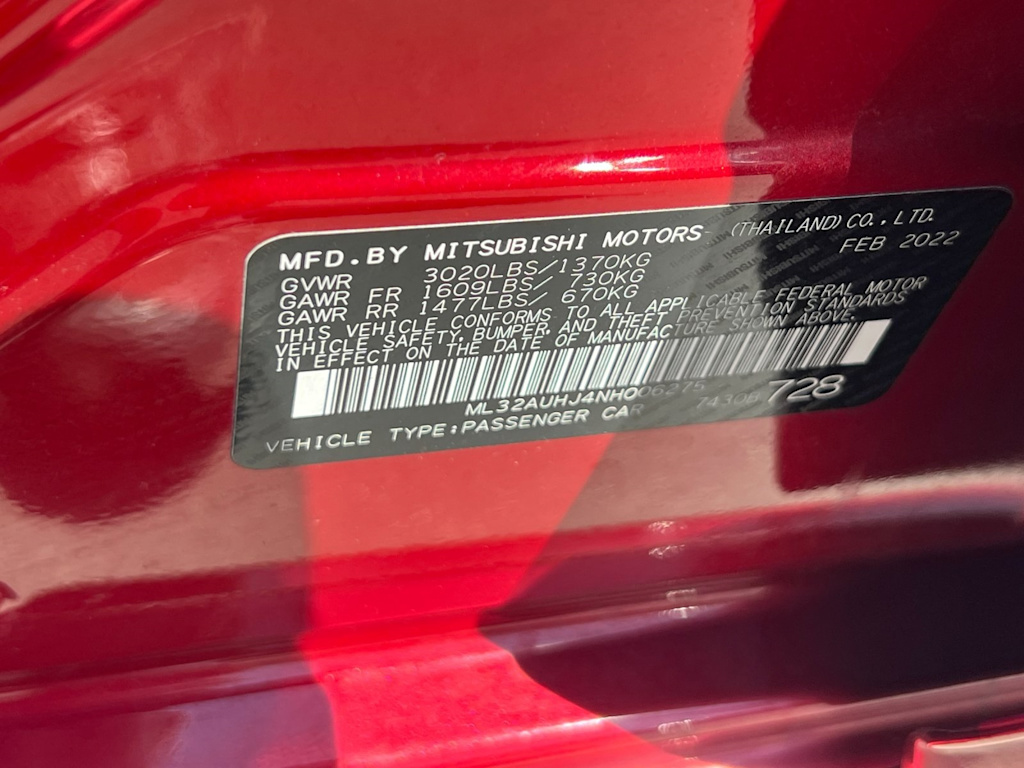 MFD.BY MITSUBISHI MOTORS (THAILAND) CO., LTD.
GVWR 3020LBS/1370KG FEB 2022
GAWR FR 1609LBS/ 730KG
GAWR RR 1477LBS/ 670KG
THIS VEHICLE CONFORMS TO ALL APPLICABLE FEDERAL MOTOR
VEHICLE SAFETY, BUMPER, AND THEFT PREVENTION STANDARDS
IN EFFECT ON THE DATE OF MANUFACTURE SHOWN ABOVE.
ML32AUHJ4NH006275 728
VEHICLE TYPE:PASSENGER CAR